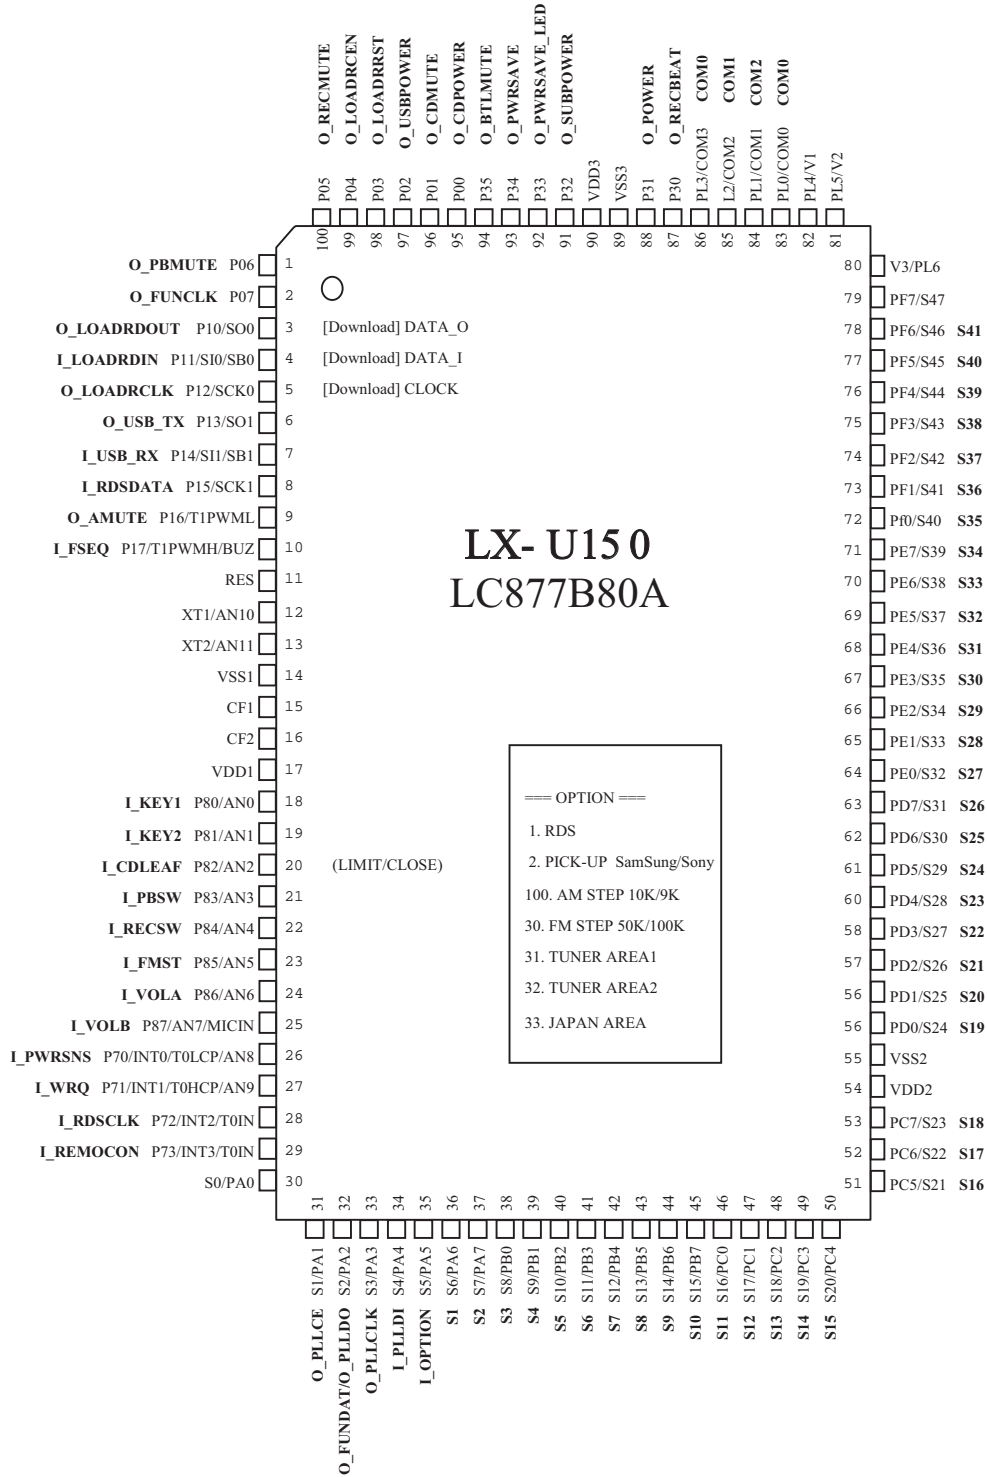 O_RECMUTE P05 100
O_LOADRCEN P04 99
O_LOADRRST P03 98
O_USBPOWER P02 97
O_CDMUTE P01 96
O_CDPOWER P00 95
O_BTLMUTE P35 94
O_PWRSAVE P34 93
O_PWRSAVE_LED P33 92
O_SUBPOWER P32 91
VDD3 90
VSS3 89
O_POWER P31 88
O_RECBEAT P30 87
COM0 PL3/COM3 86
COM1 L2/COM2 85
COM2 PL1/COM1 84
COM0 PL0/COM0 83
PL4/V1 82
PL5/V2 81
O_PBMUTE P06 1
O_FUNCLK P07 2
O_LOADRDOUT P10/SO0 3 [Download] DATA_O
I_LOADRDIN P11/SI0/SB0 4 [Download] DATA_I
O_LOADRCLK P12/SCK0 5 [Download] CLOCK
O_USB_TX P13/SO1 6
I_USB_RX P14/SI1/SB1 7
I_RDSDATA P15/SCK1 8
O_AMUTE P16/T1PWML 9
I_FSEQ P17/T1PWMH/BUZ 10
RES 11
XT1/AN10 12
XT2/AN11 13
VSS1 14
CF1 15
CF2 16
VDD1 17
I_KEY1 P80/AN0 18
I_KEY2 P81/AN1 19
I_CDLEAF P82/AN2 20 (LIMIT/CLOSE)
I_PBSW P83/AN3 21
I_RECSW P84/AN4 22
I_FMST P85/AN5 23
I_VOLA P86/AN6 24
I_VOLB P87/AN7/MICIN 25
I_PWRSNS P70/INT0/T0LCP/AN8 26
I_WRQ P71/INT1/T0HCP/AN9 27
I_RDSCLK P72/INT2/T0IN 28
I_REMOCON P73/INT3/T0IN 29
S0/PA0 30
LX- U15 0
LC877B80A
=== OPTION ===
1. RDS
2. PICK-UP SamSung/Sony
100. AM STEP 10K/9K
30. FM STEP 50K/100K
31. TUNER AREA1
32. TUNER AREA2
33. JAPAN AREA
80 V3/PL6
79 PF7/S47
78 PF6/S46 S41
77 PF5/S45 S40
76 PF4/S44 S39
75 PF3/S43 S38
74 PF2/S42 S37
73 PF1/S41 S36
72 Pf0/S40 S35
71 PE7/S39 S34
70 PE6/S38 S33
69 PE5/S37 S32
68 PE4/S36 S31
67 PE3/S35 S30
66 PE2/S34 S29
65 PE1/S33 S28
64 PE0/S32 S27
63 PD7/S31 S26
62 PD6/S30 S25
61 PD5/S29 S24
60 PD4/S28 S23
58 PD3/S27 S22
57 PD2/S26 S21
56 PD1/S25 S20
56 PD0/S24 S19
55 VSS2
54 VDD2
53 PC7/S23 S18
52 PC6/S22 S17
51 PC5/S21 S16
31 S1/PA1 O_PLLCE
32 S2/PA2 O_FUNDAT/O_PLLDO
33 S3/PA3 O_PLLCLK
34 S4/PA4 I_PLLDI
35 S5/PA5 I_OPTION
36 S6/PA6 S1
37 S7/PA7 S2
38 S8/PB0 S3
39 S9/PB1 S4
40 S10/PB2 S5
41 S11/PB3 S6
42 S12/PB4 S7
43 S13/PB5 S8
44 S14/PB6 S9
45 S15/PB7 S10
46 S16/PC0 S11
47 S17/PC1 S12
48 S18/PC2 S13
49 S19/PC3 S14
50 S20/PC4 S15